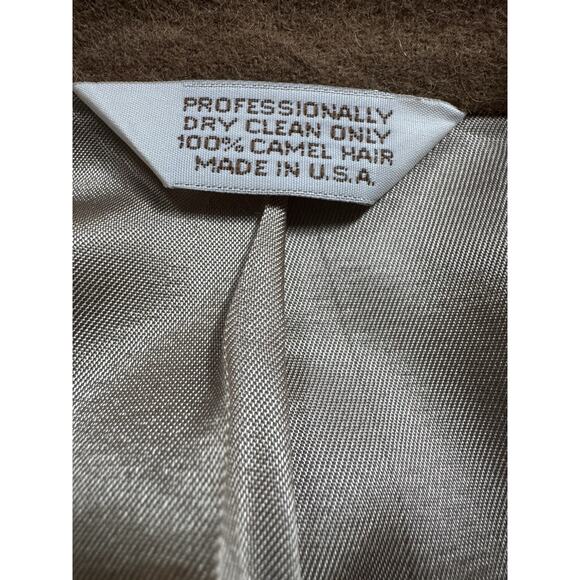 PROFESSIONALLY
DRY CLEAN ONLY
100% CAMEL HAIR
MADE IN U.S.A.